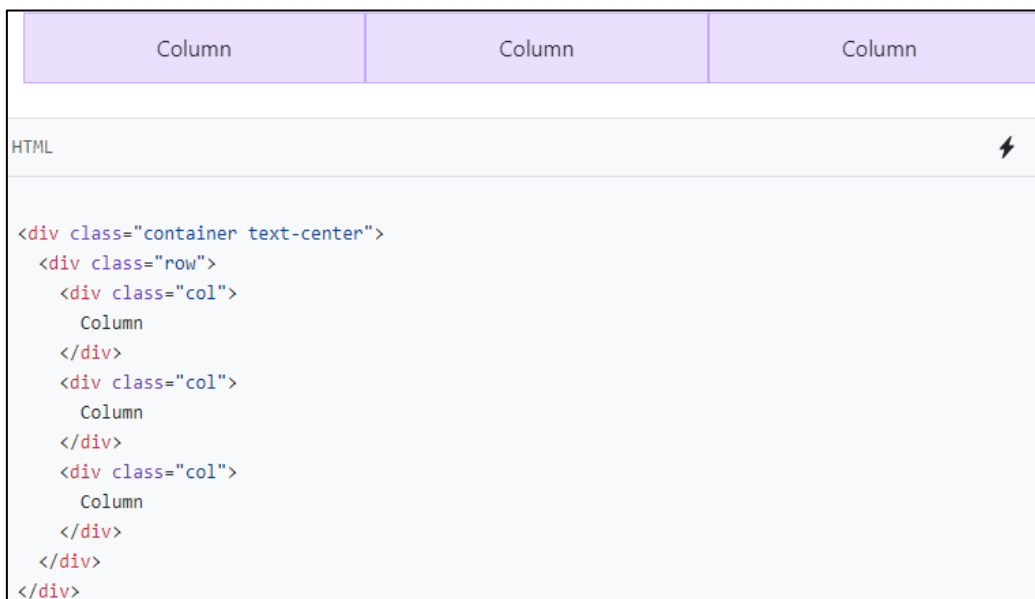 Column Column Column
HTML
<div class="container text-center">
  <div class="row">
    <div class="col">
      Column
    </div>
    <div class="col">
      Column
    </div>
    <div class="col">
      Column
    </div>
  </div>
</div>